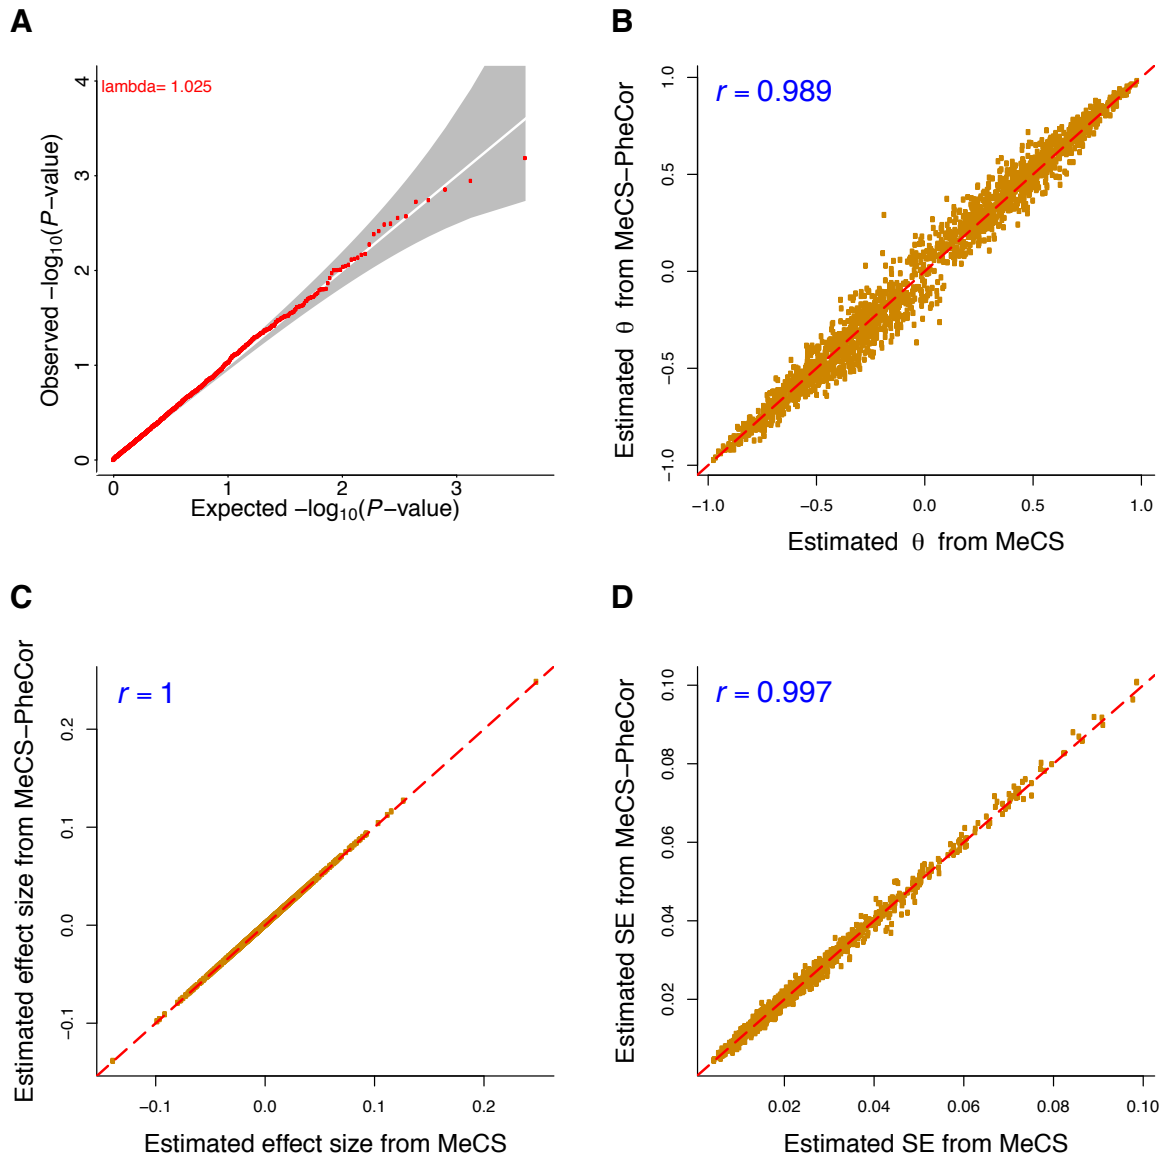 A
lambda= 1.025
Observed −log10(P−value)
4
3
2
1
0
0 1 2 3
Expected −log10(P−value)
B
r = 0.989
Estimated θ from MeCS−PheCor
1.0
0.5
0.0
−0.5
−1.0
−1.0 −0.5 0.0 0.5 1.0
Estimated θ from MeCS
C
r = 1
Estimated effect size from MeCS−PheCor
0.2
0.1
0.0
−0.1
−0.1 0.0 0.1 0.2
Estimated effect size from MeCS
D
r = 0.997
Estimated SE from MeCS−PheCor
0.10
0.08
0.06
0.04
0.02
0.02 0.04 0.06 0.08 0.10
Estimated SE from MeCS